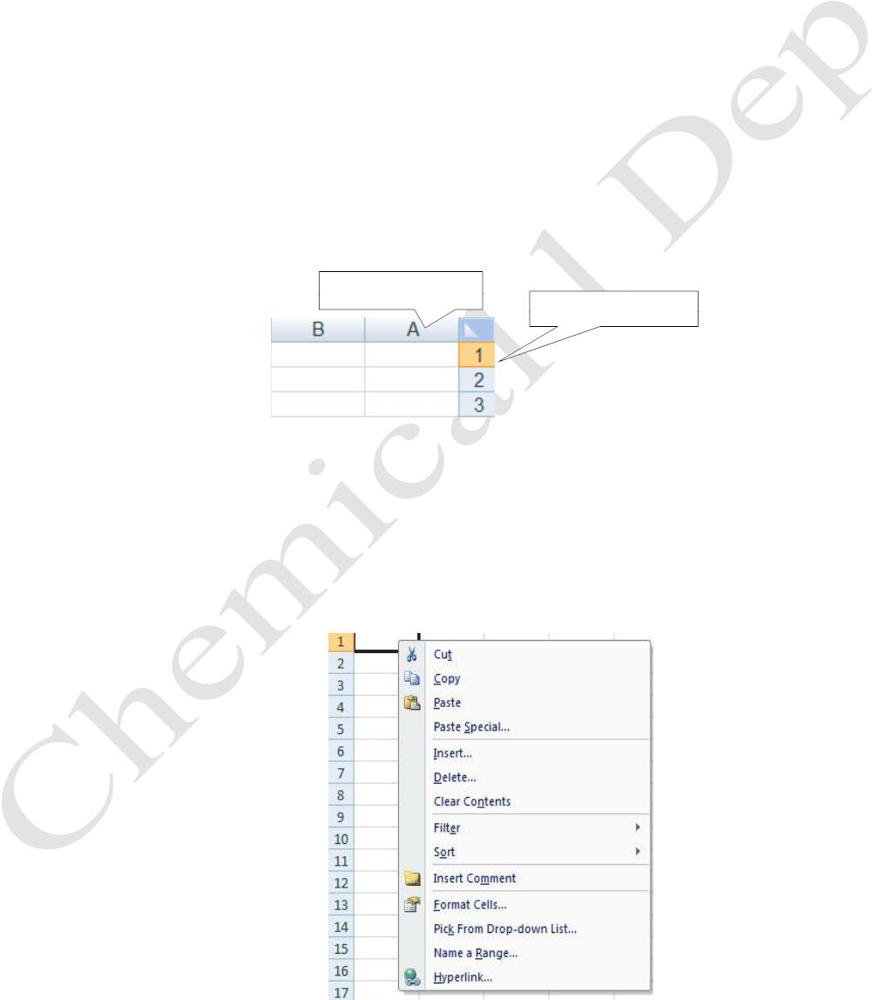 Chemical Dep
B A
1
2
3
1
2
3
4
5
6
7
8
9
10
11
12
13
14
15
16
17
Cut
Copy
Paste
Paste Special...
Insert...
Delete...
Clear Contents
Filter
Sort
Insert Comment
Format Cells...
Pick From Drop-down List...
Name a Range...
Hyperlink...